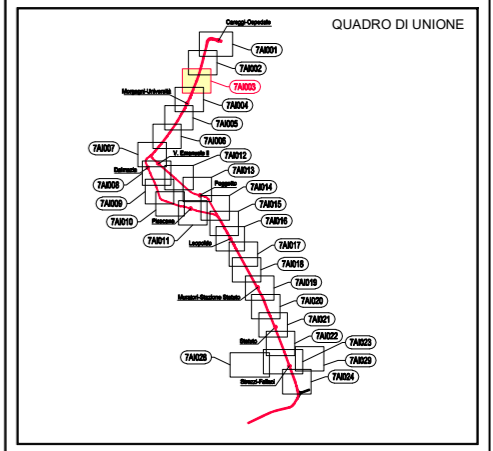 QUADRO DI UNIONE
Careggi-Ospedale
7AI001
7AI002
7AI003
Morgagni-Università
7AI004
7AI005
7AI006
7AI007
V. Emanuele II
7AI012
7AI013
Dalmazia
7AI008
Poggetto
7AI014
7AI009
7AI015
7AI010
Pisacane
7AI016
7AI011
Leopoldo
7AI017
7AI018
7AI019
Muratori-Stazione Statuto
7AI020
7AI021
Statuto
7AI022
7AI023
7AI028
7AI029
Strozzi-Fallaci
7AI024